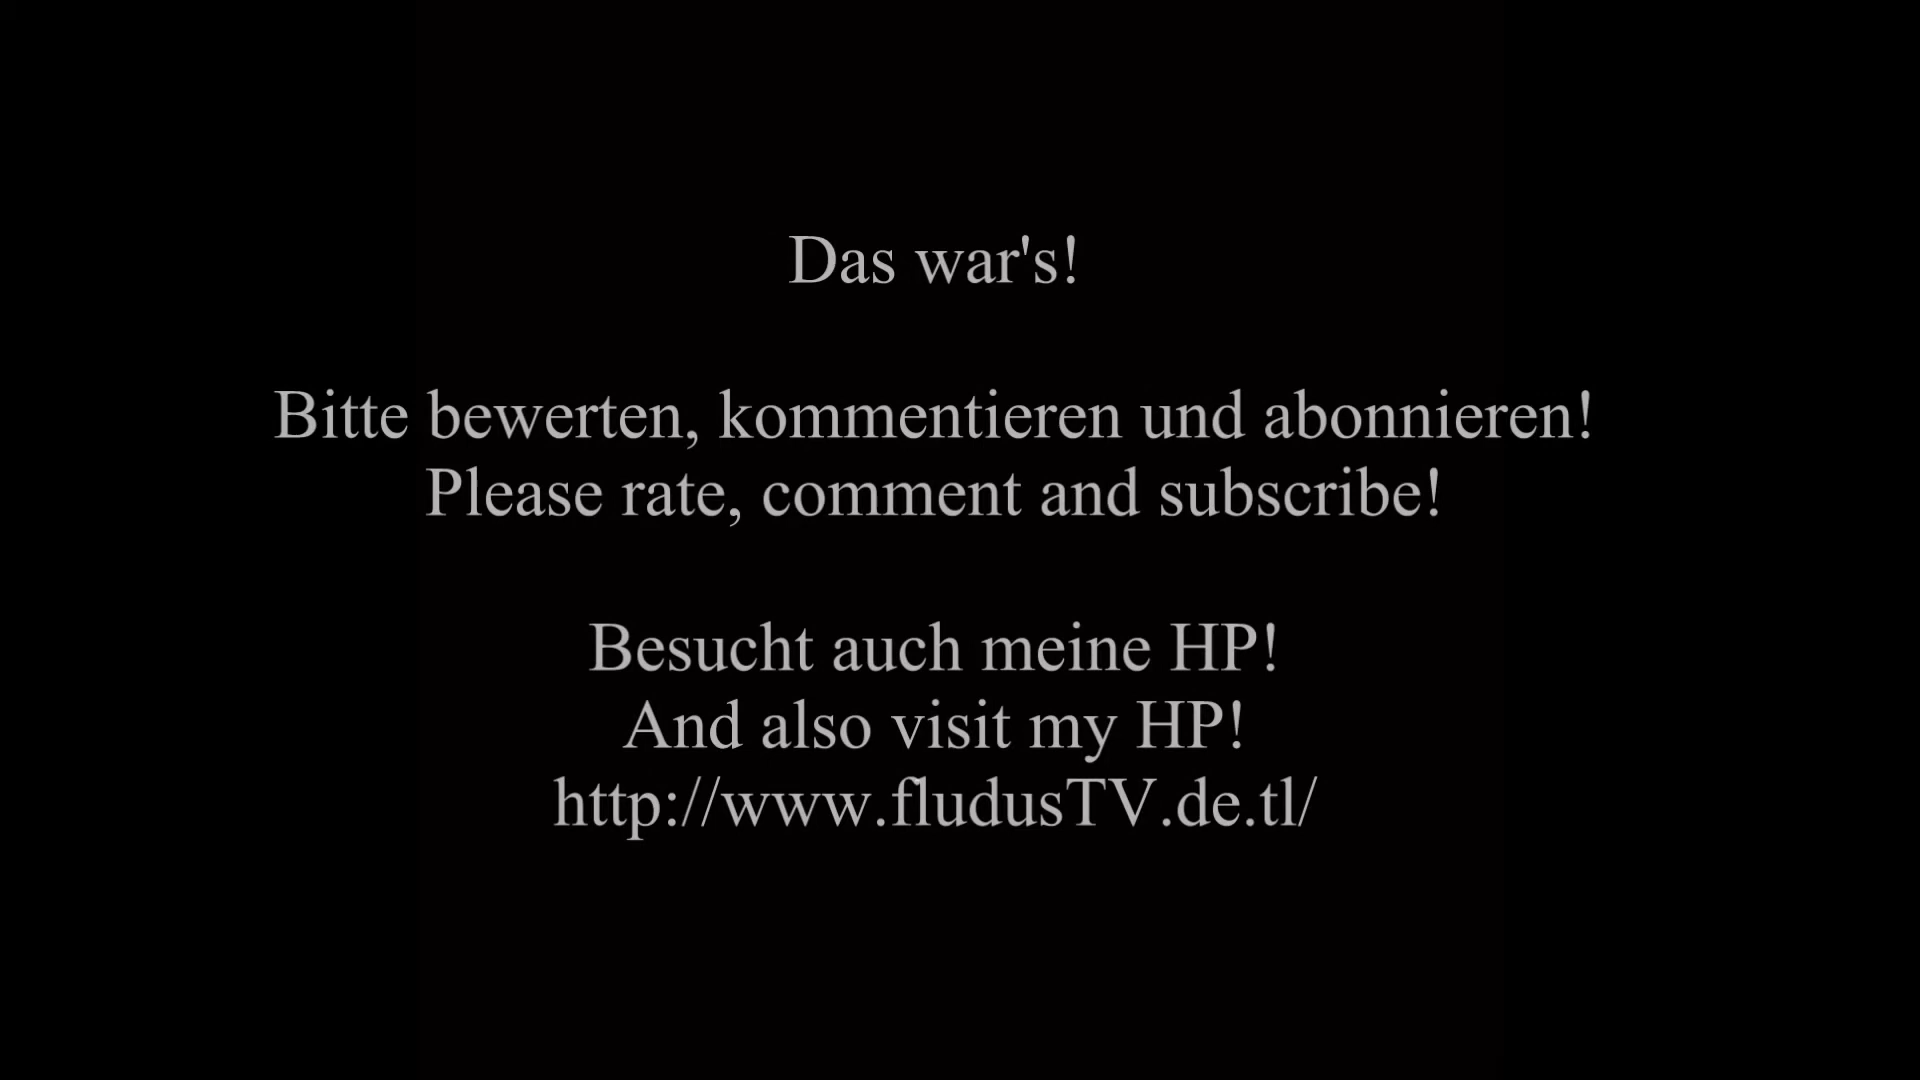 Das war's!
Bitte bewerten, kommentieren und abonnieren!
Please rate, comment and subscribe!
Besucht auch meine HP!
And also visit my HP!
http://www.fludusTV.de.tl/